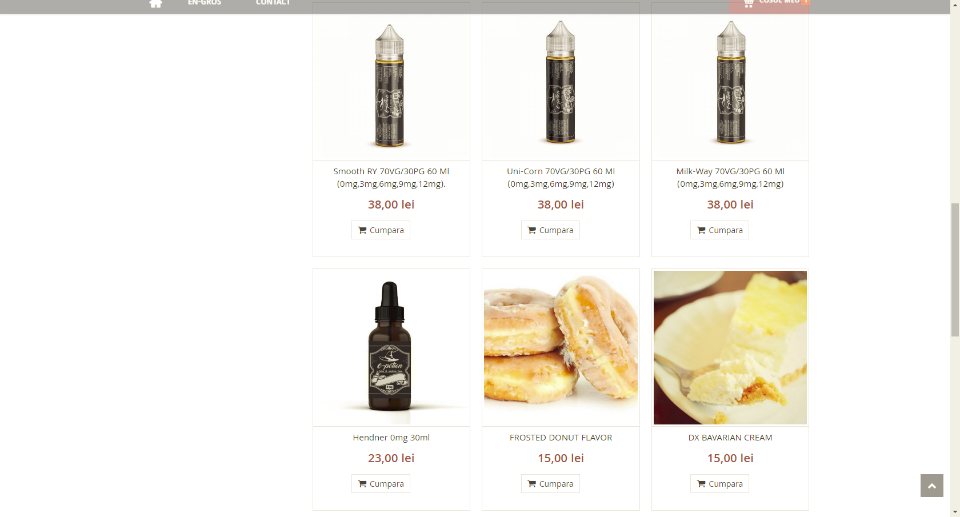 EN-GROS
CONTACT
COSUL MEU
Smooth RY 70VG/30PG 60 Ml
(0mg,3mg,6mg,9mg,12mg).
38,00 lei
Cumpara
Uni-Corn 70VG/30PG 60 Ml
(0mg,3mg,6mg,9mg,12mg)
38,00 lei
Cumpara
Milk-Way 70VG/30PG 60 Ml
(0mg,3mg,6mg,9mg,12mg)
38,00 lei
Cumpara
e-potion
Hendner 0mg 30ml
23,00 lei
Cumpara
FROSTED DONUT FLAVOR
15,00 lei
Cumpara
DX BAVARIAN CREAM
15,00 lei
Cumpara